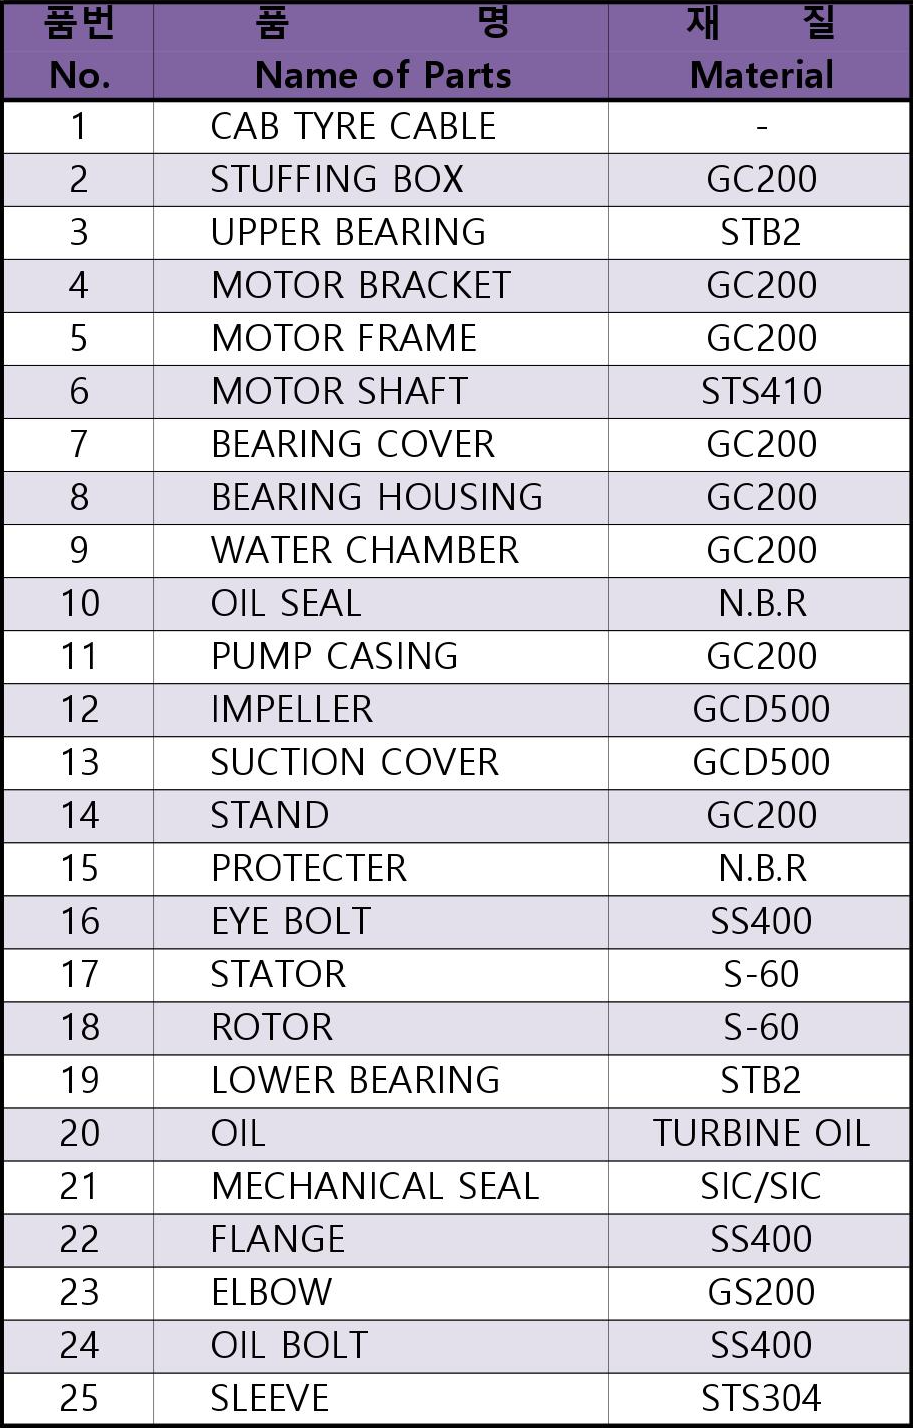 품번 품 명 재 질
No. Name of Parts Material
1 CAB TYRE CABLE -
2 STUFFING BOX GC200
3 UPPER BEARING STB2
4 MOTOR BRACKET GC200
5 MOTOR FRAME GC200
6 MOTOR SHAFT STS410
7 BEARING COVER GC200
8 BEARING HOUSING GC200
9 WATER CHAMBER GC200
10 OIL SEAL N.B.R
11 PUMP CASING GC200
12 IMPELLER GCD500
13 SUCTION COVER GCD500
14 STAND GC200
15 PROTECTER N.B.R
16 EYE BOLT SS400
17 STATOR S-60
18 ROTOR S-60
19 LOWER BEARING STB2
20 OIL TURBINE OIL
21 MECHANICAL SEAL SIC/SIC
22 FLANGE SS400
23 ELBOW GS200
24 OIL BOLT SS400
25 SLEEVE STS304